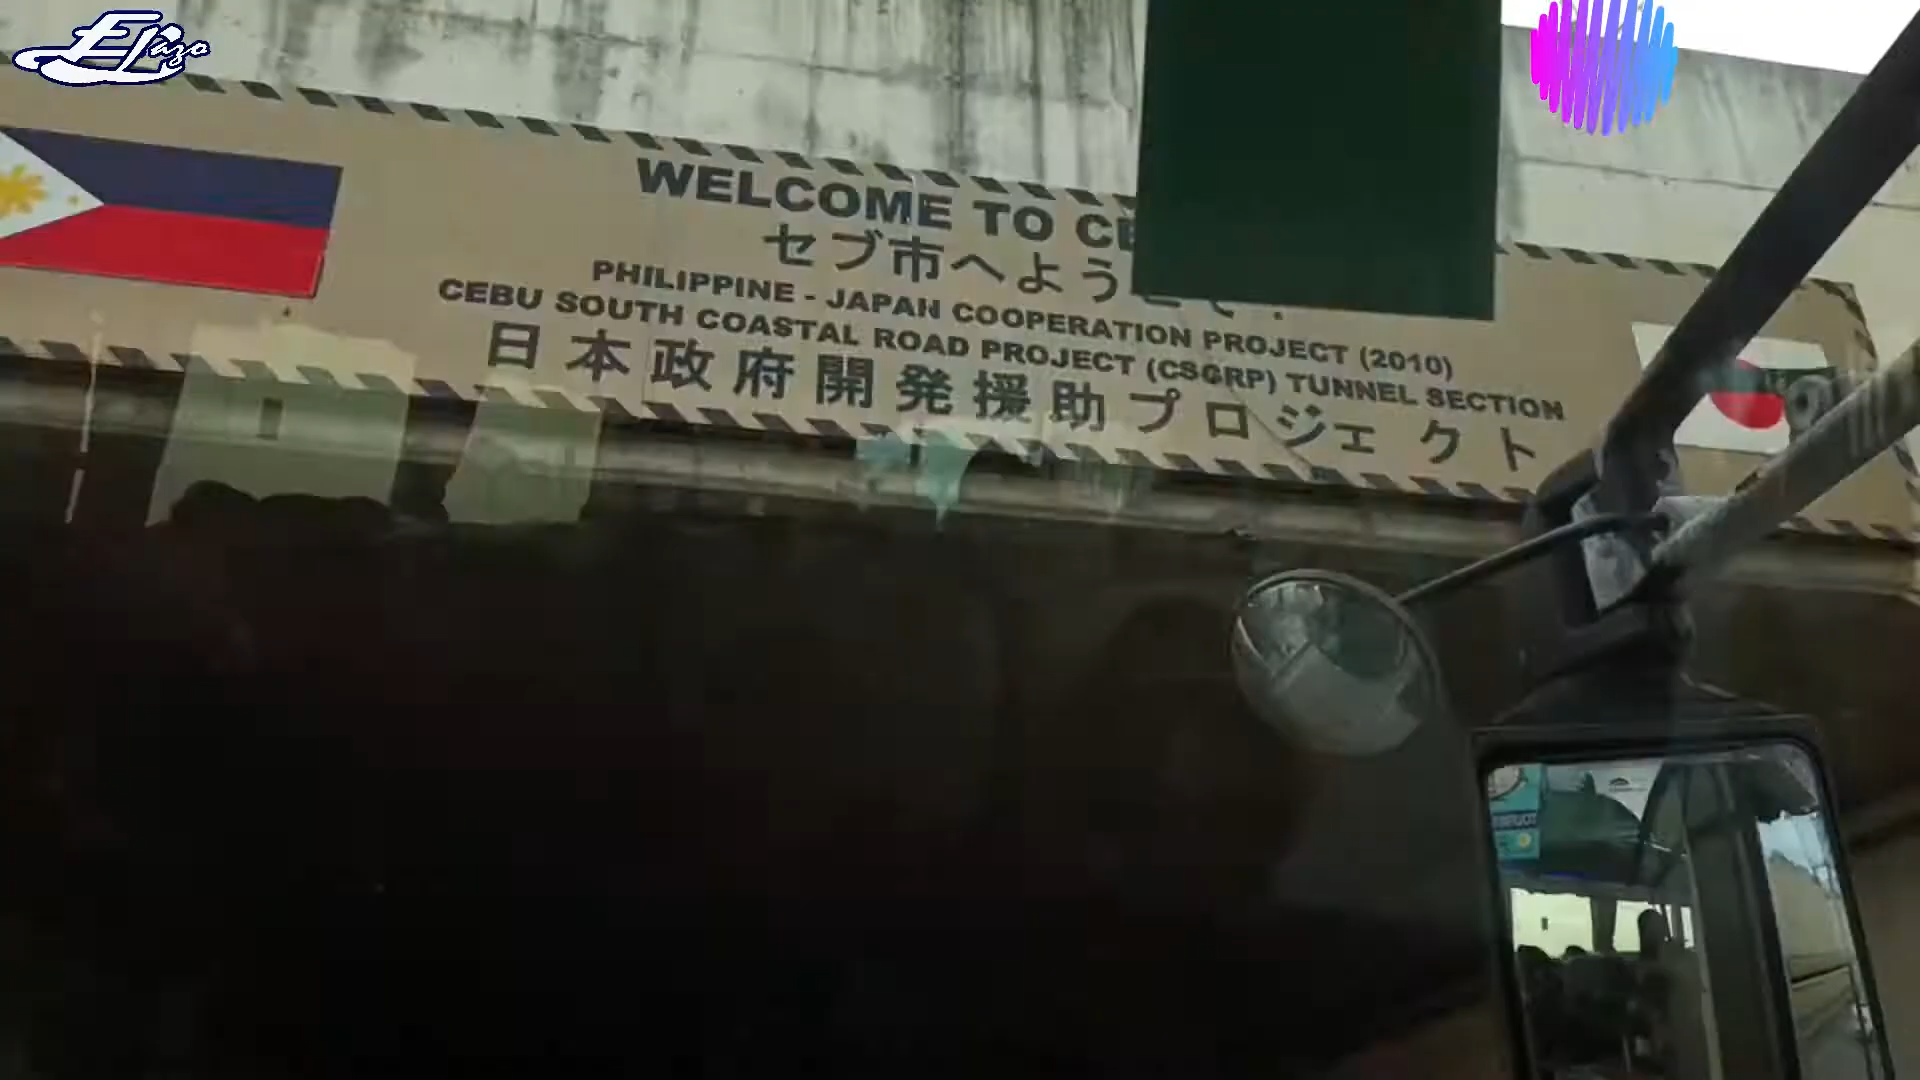 ELazo
WELCOME TO CE
セブ市へよう
PHILIPPINE - JAPAN COOPERATION PROJECT (2010)
CEBU SOUTH COASTAL ROAD PROJECT (CSCRP) TUNNEL SECTION
日本政府開発援助プロジェクト